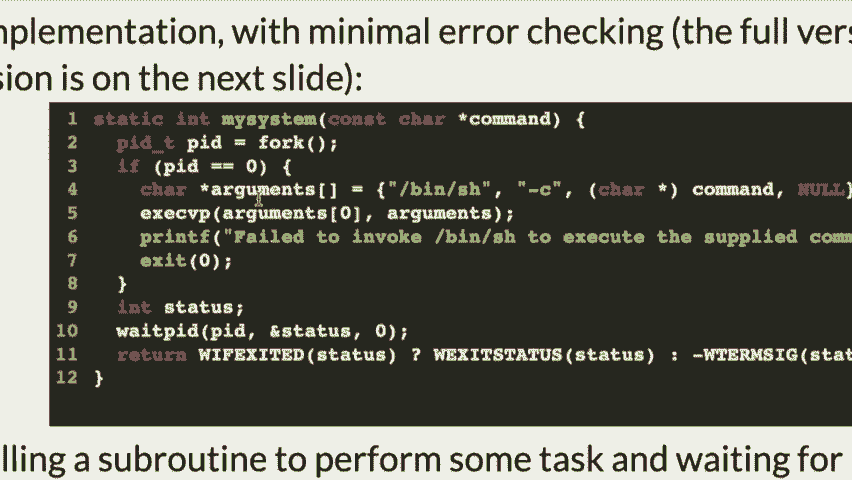 nplementation, with minimal error checking (the full vers
sion is on the next slide):
1 static int mysystem(const char *command) {
2 pid_t pid = fork();
3 if (pid == 0) {
4 char *arguments[] = {"/bin/sh", "-c", (char *) command, NULL}
5 execvp(arguments[0], arguments);
6 printf("Failed to invoke /bin/sh to execute the supplied comm
7 exit(0);
8 }
9 int status;
10 waitpid(pid, &status, 0);
11 return WIFEXITED(status) ? WEXITSTATUS(status) : -WTERMSIG(stat
12 }
lling a subroutine to perform some task and waiting for